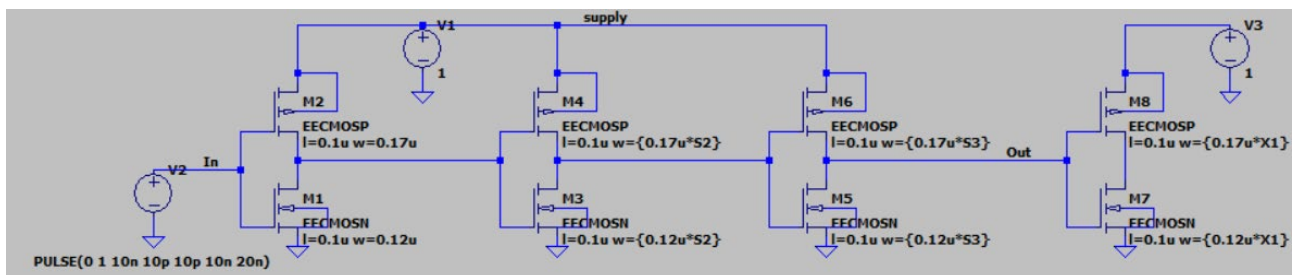 supply
V1
1
V3
1
M2
EECMOSP
l=0.1u w=0.17u
M4
EECMOSP
l=0.1u w={0.17u*S2}
M6
EECMOSP
l=0.1u w={0.17u*S3}
M8
EECMOSP
l=0.1u w={0.17u*X1}
In
Out
V2
M1
EECMOSN
l=0.1u w=0.12u
M3
EECMOSN
l=0.1u w={0.12u*S2}
M5
EECMOSN
l=0.1u w={0.12u*S3}
M7
EECMOSN
l=0.1u w={0.12u*X1}
PULSE(0 1 10n 10p 10p 10n 20n)